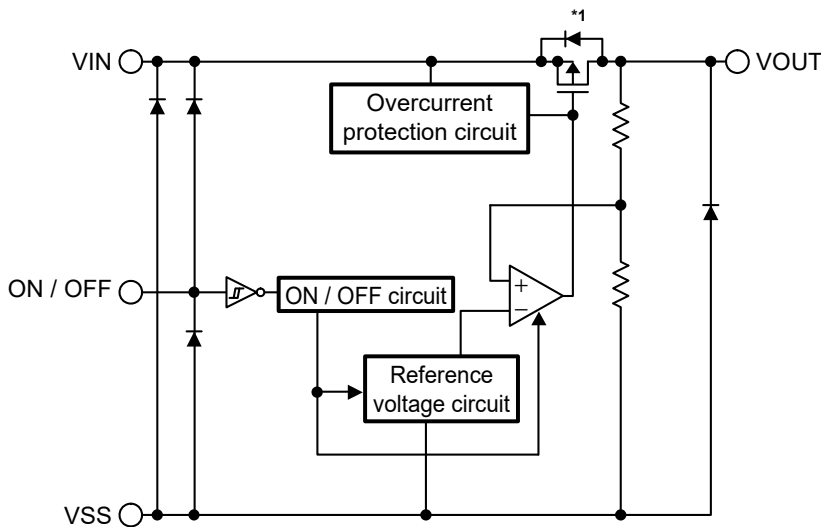 *1
VIN
VOUT
Overcurrent
protection circuit
ON / OFF
ON / OFF circuit
+
−
Reference
voltage circuit
VSS